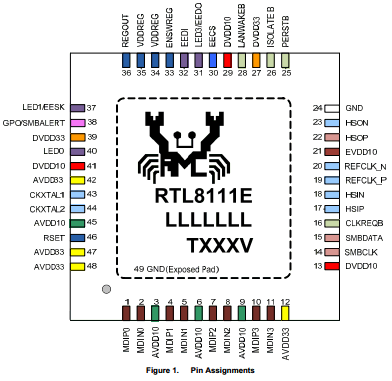 REGOUT
VDDREG
VDDREG
ENSWREG
EEDI
LED3/EEDO
EECS
DVDD10
LANWAKEB
DVDD33
ISOLATEB
PERSTB
36 35 34 33 32 31 30 29 28 27 26 25
LED1/EESK 37
GPO/SMBALERT 38
DVDD33 39
LED0 40
DVDD10 41
AVDD33 42
CKXTAL1 43
CKXTAL2 44
AVDD10 45
RSET 46
AVDD33 47
AVDD33 48
RTL8111E
LLLLLLL
TXXXV
49 GND(Exposed Pad)
24 GND
23 HSON
22 HSOP
21 EVDD10
20 REFCLK_N
19 REFCLK_P
18 HSIN
17 HSIP
16 CLKREQB
15 SMBDATA
14 SMBCLK
13 DVDD10
1 2 3 4 5 6 7 8 9 10 11 12
MDIP0
MDIN0
AVDD10
MDIP1
MDIN1
AVDD10
MDIP2
MDIN2
AVDD10
MDIP3
MDIN3
AVDD33
Figure 1. Pin Assignments